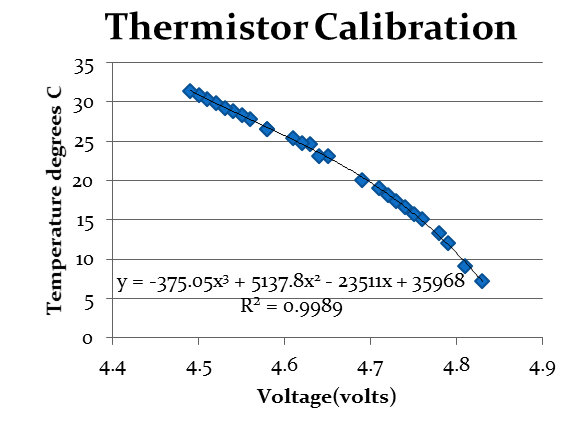 Thermistor Calibration
Temperature degrees C
35
30
25
20
15
10
5
0
y = -375.05x³ + 5137.8x² - 23511x + 35968
R² = 0.9989
4.4 4.5 4.6 4.7 4.8 4.9
Voltage(volts)